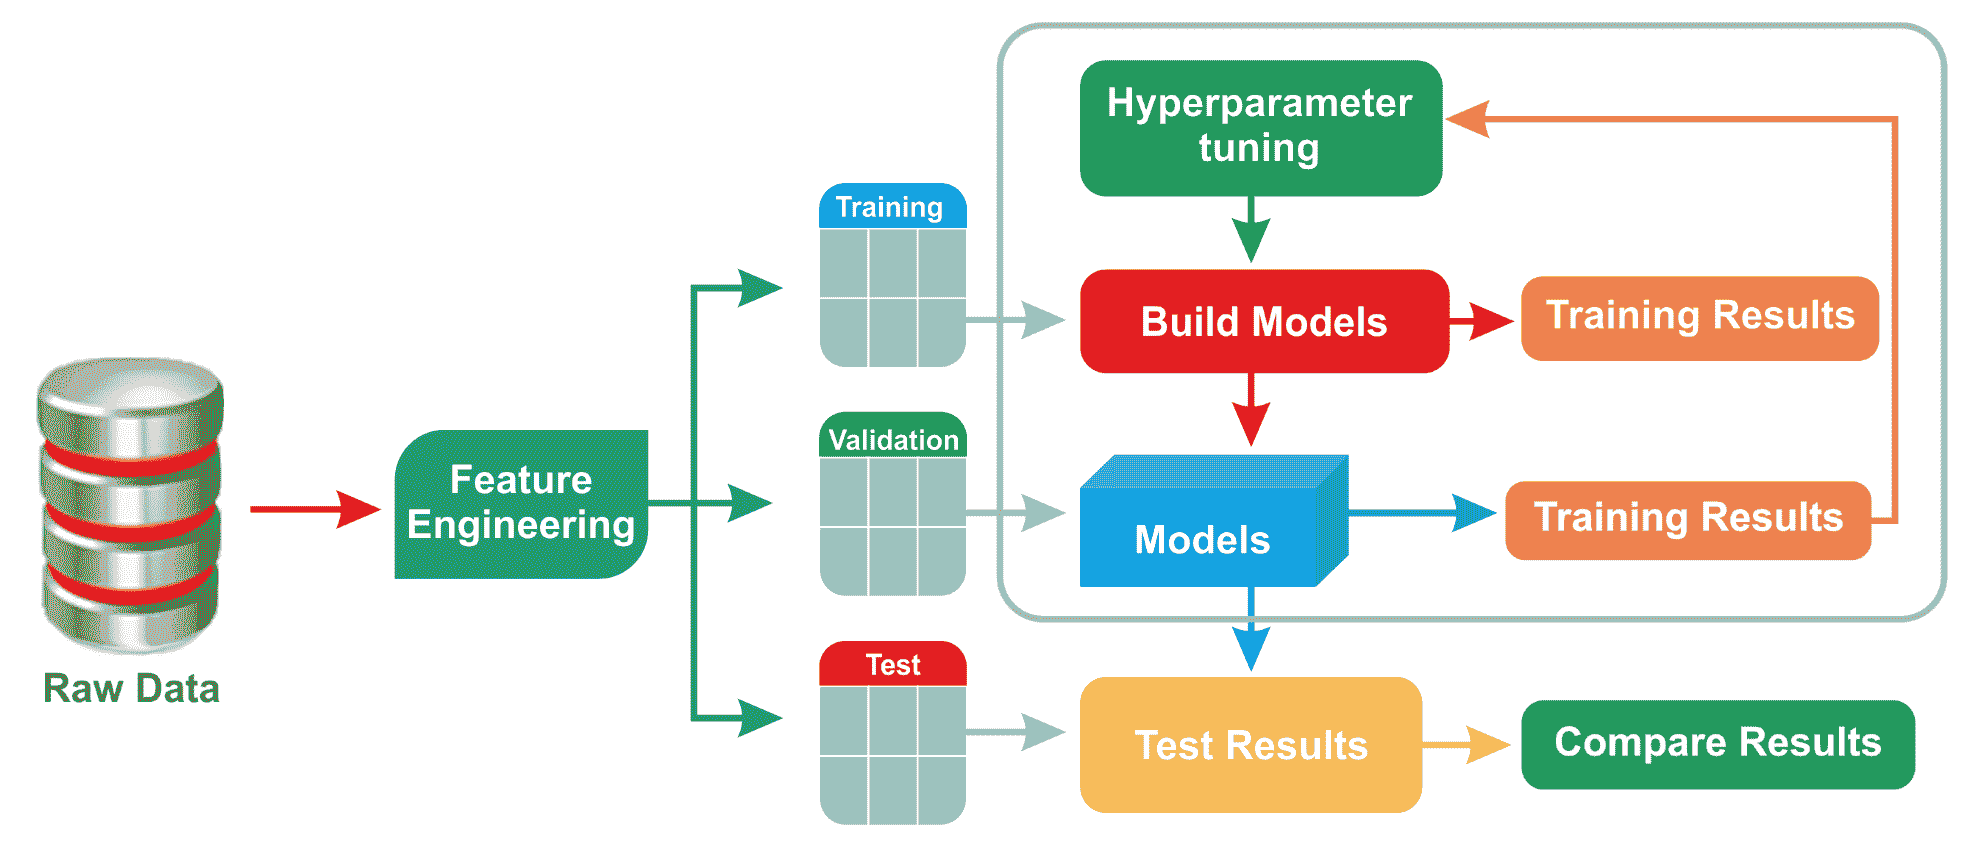 Raw Data
Feature
Engineering
Training
Validation
Test
Hyperparameter
tuning
Build Models
Training Results
Models
Training Results
Test Results
Compare Results